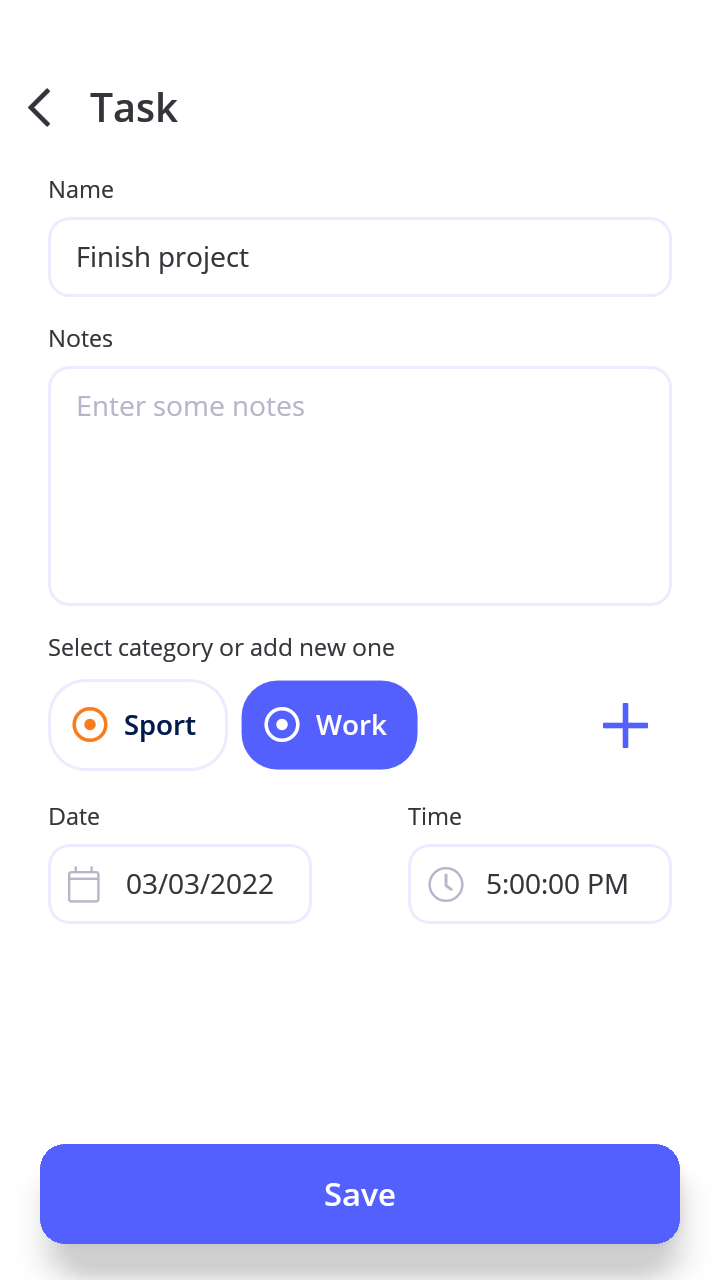 Task
Name
Finish project
Notes
Enter some notes
Select category or add new one
Sport Work
Date Time
03/03/2022 5:00:00 PM
Save